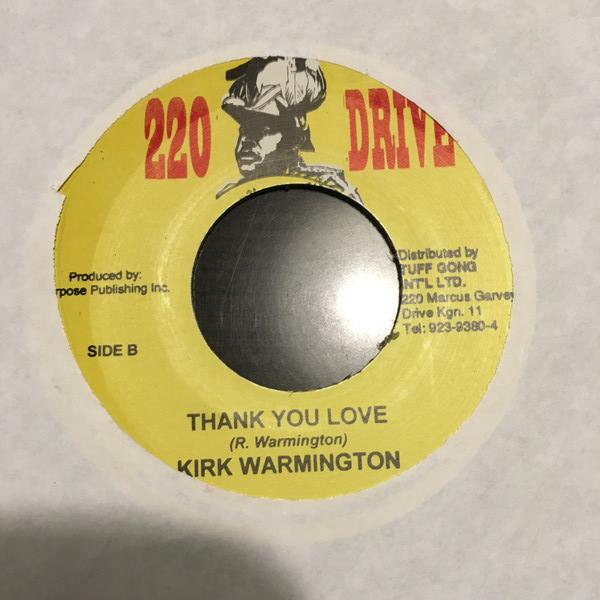 220 DRIVE
Produced by:
rpose Publishing Inc.
SIDE B
Distributed by
TUFF GONG
INT'L LTD.
220 Marcus Garvey
Drive Kgn. 11
Tel: 923-9380-4
THANK YOU LOVE
(R. Warmington)
KIRK WARMINGTON